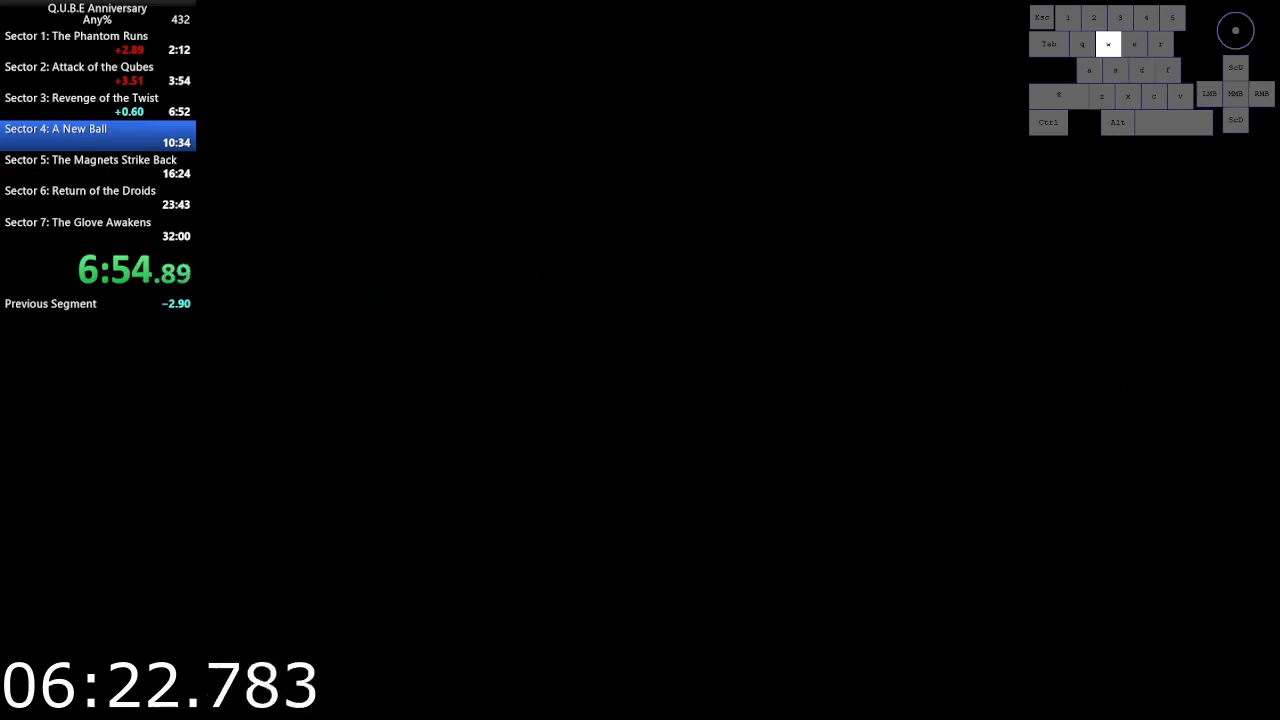 Q.U.B.E Anniversary
Any% 432
Sector 1: The Phantom Runs
+2.89 2:12
Sector 2: Attack of the Qubes
+3.51 3:54
Sector 3: Revenge of the Twist
+0.60 6:52
Sector 4: A New Ball
10:34
Sector 5: The Magnets Strike Back
16:24
Sector 6: Return of the Droids
23:43
Sector 7: The Glove Awakens
32:00
6:54.89
Previous Segment −2.90
06:22.783
Esc 1 2 3 4 5
Tab q w e r
a s d f
z x c v
Ctrl Alt
ScU
LMB MMB RMB
ScD